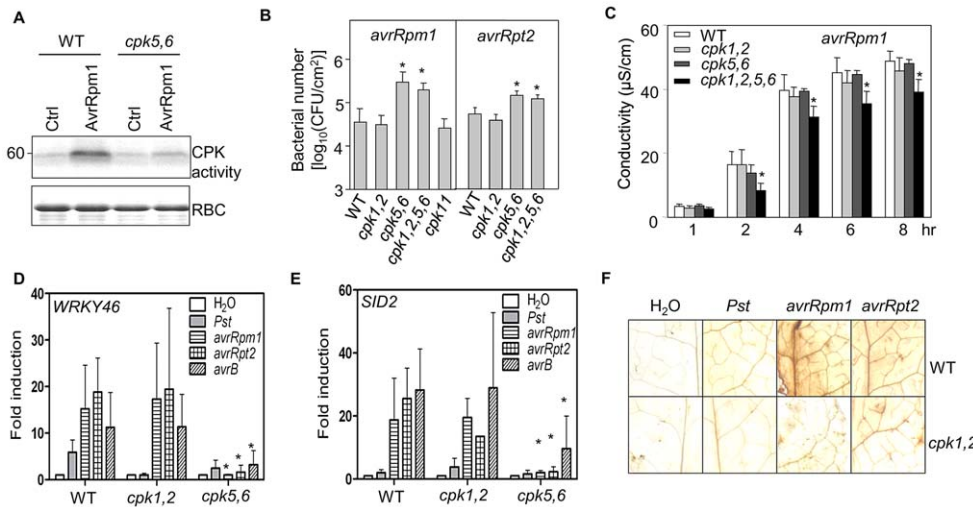 A
WT cpk5,6
Ctrl AvrRpm1 Ctrl AvrRpm1
60 CPK
activity
RBC
B
avrRpm1 avrRpt2
Bacterial number
[log10(CFU/cm²)]
6
5
4
3
WT cpk1,2 cpk5,6 cpk1,2,5,6 cpk11 WT cpk1,2 cpk5,6 cpk1,2,5,6
* * * *
C
WT avrRpm1
cpk1,2
cpk5,6
cpk1,2,5,6
Conductivity (µS/cm)
60
40
20
0
* * * *
1 2 4 6 8 hr
D
WRKY46
Fold induction
40
30
20
10
0
H2O
Pst
avrRpm1
avrRpt2
avrB
* * *
WT cpk1,2 cpk5,6
E
SID2
Fold induction
60
40
20
0
H2O
Pst
avrRpm1
avrRpt2
avrB
* * *
WT cpk1,2 cpk5,6
F
H2O Pst avrRpm1 avrRpt2
WT
cpk1,2